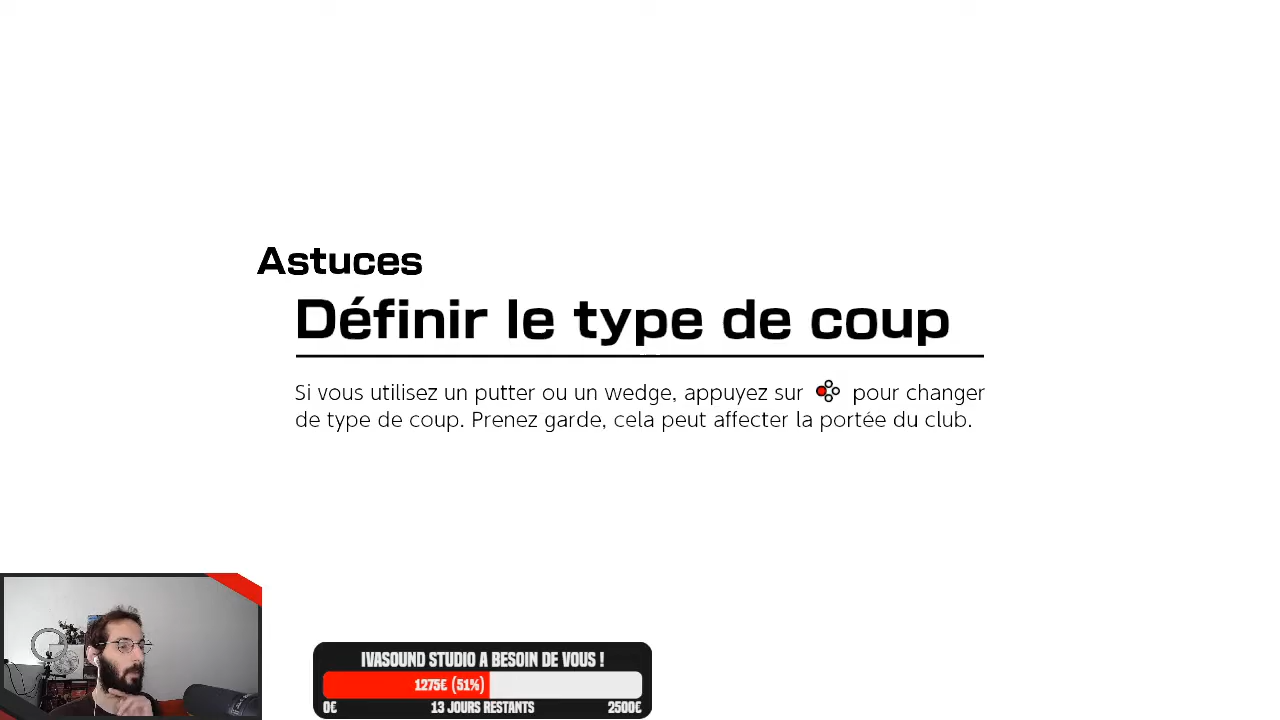 Astuces
Définir le type de coup
Si vous utilisez un putter ou un wedge, appuyez sur pour changer
de type de coup. Prenez garde, cela peut affecter la portée du club.
IVASOUND STUDIO A BESOIN DE VOUS !
1275€ (51%)
0€ 13 JOURS RESTANTS 2500€